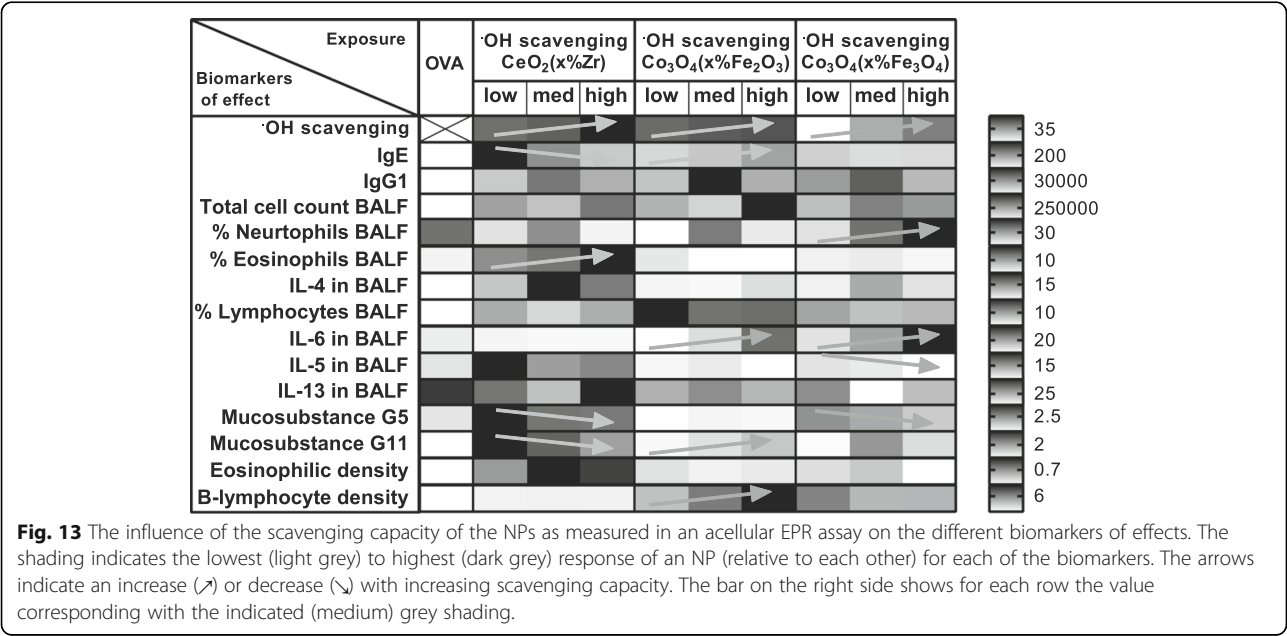 Exposure
Biomarkers
of effect
OVA
·OH scavenging
CeO₂(x%Zr)
·OH scavenging
Co₃O₄(x%Fe₂O₃)
·OH scavenging
Co₃O₄(x%Fe₃O₄)
low med high low med high low med high
·OH scavenging 35
IgE 200
IgG1 30000
Total cell count BALF 250000
% Neurtophils BALF 30
% Eosinophils BALF 10
IL-4 in BALF 15
% Lymphocytes BALF 10
IL-6 in BALF 20
IL-5 in BALF 15
IL-13 in BALF 25
Mucosubstance G5 2.5
Mucosubstance G11 2
Eosinophilic density 0.7
B-lymphocyte density 6
Fig. 13 The influence of the scavenging capacity of the NPs as measured in an acellular EPR assay on the different biomarkers of effects. The
shading indicates the lowest (light grey) to highest (dark grey) response of an NP (relative to each other) for each of the biomarkers. The arrows
indicate an increase (↗) or decrease (↘) with increasing scavenging capacity. The bar on the right side shows for each row the value
corresponding with the indicated (medium) grey shading.